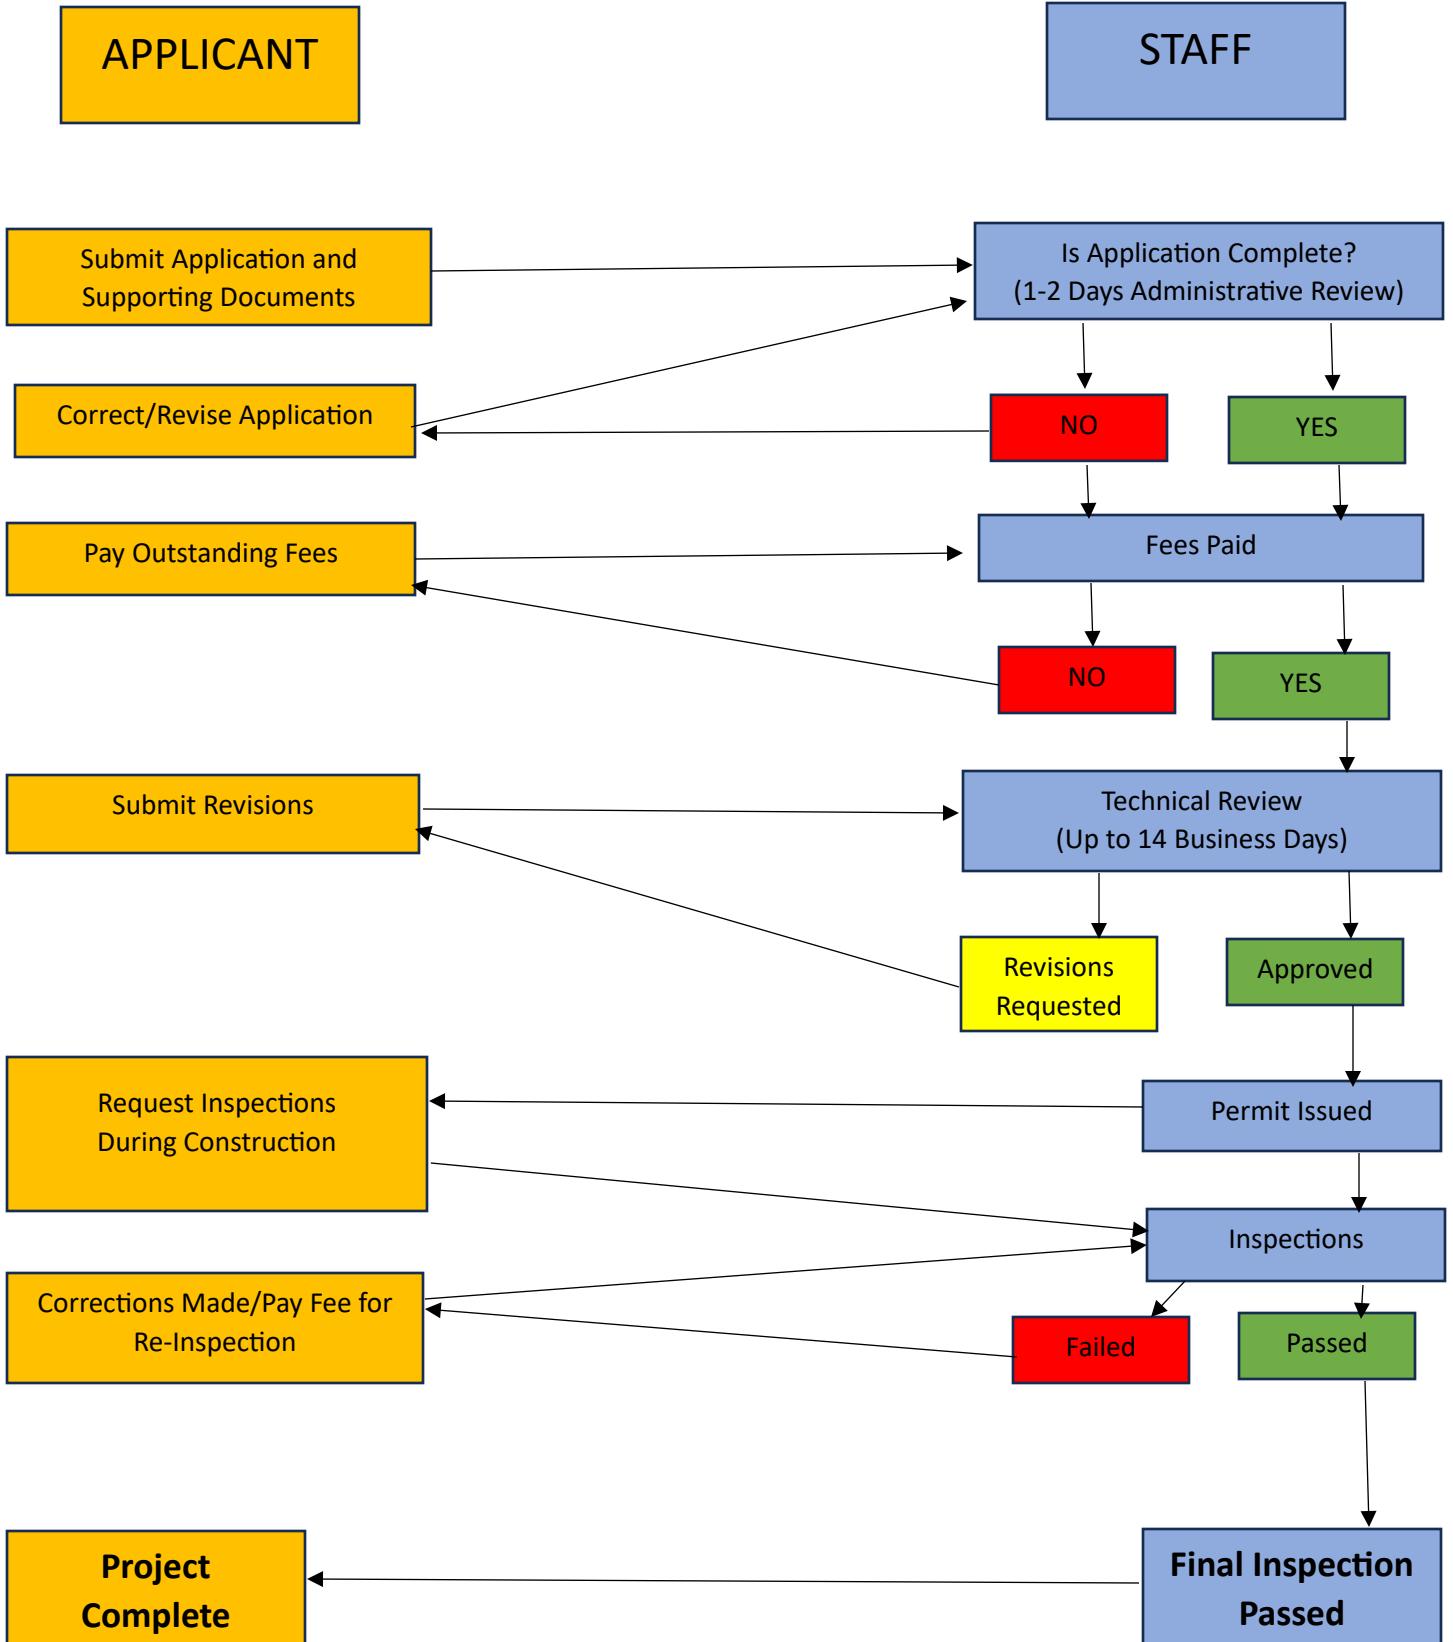 APPLICANT
STAFF
Submit Application and
Supporting Documents
Is Application Complete?
(1-2 Days Administrative Review)
Correct/Revise Application
NO
YES
Pay Outstanding Fees
Fees Paid
NO
YES
Submit Revisions
Technical Review
(Up to 14 Business Days)
Revisions
Requested
Approved
Request Inspections
During Construction
Permit Issued
Inspections
Corrections Made/Pay Fee for
Re-Inspection
Failed
Passed
Project
Complete
Final Inspection
Passed